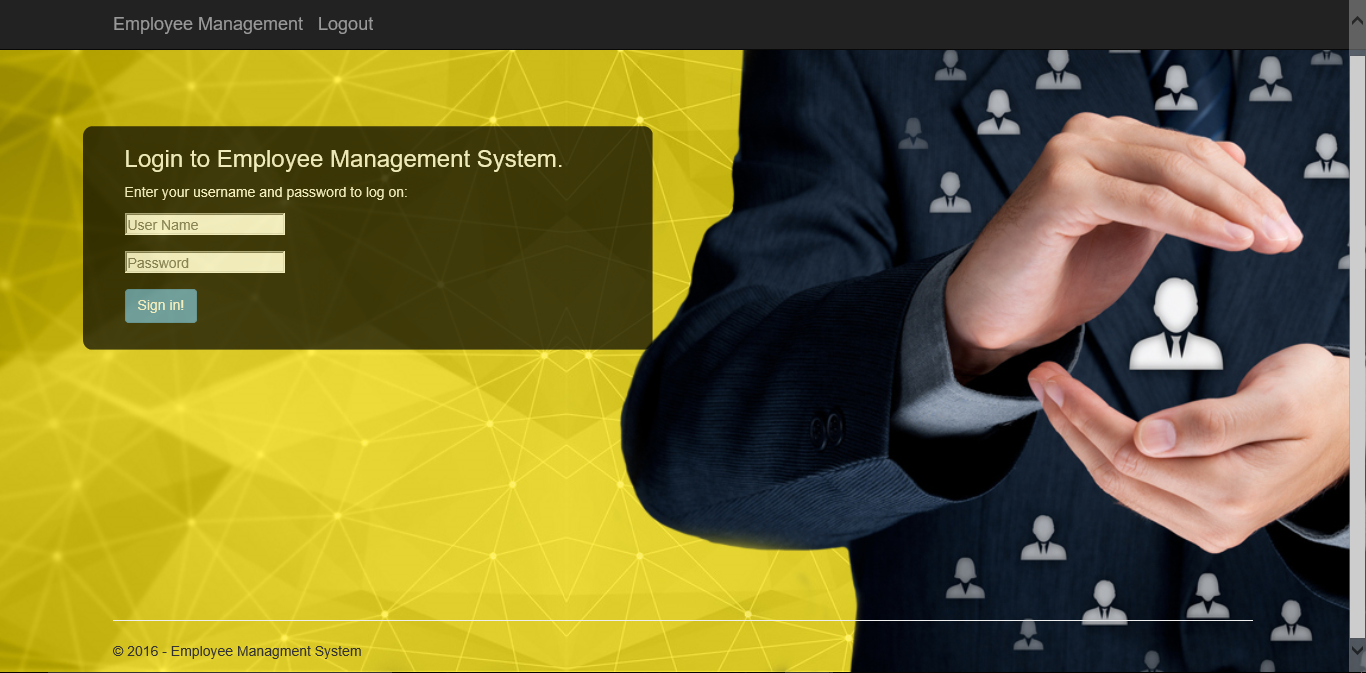 Employee Management Logout
Login to Employee Management System.
Enter your username and password to log on:
User Name
Password
Sign in!
© 2016 - Employee Managment System